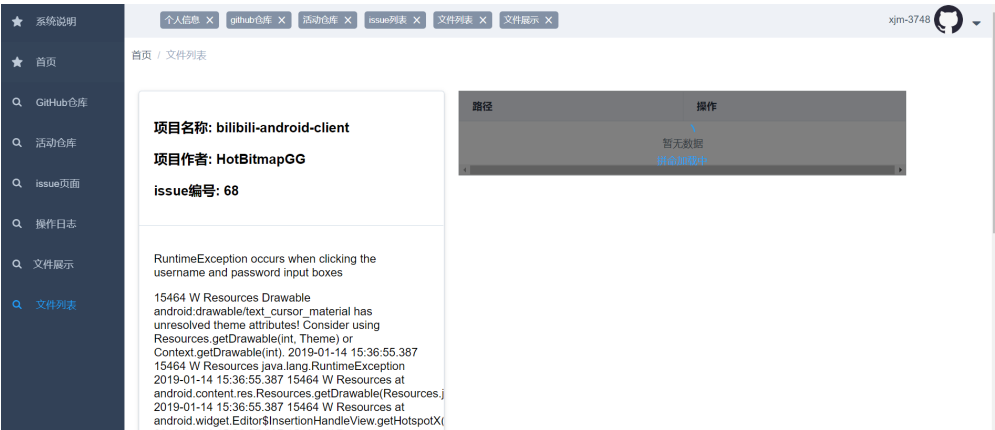 系统说明
首页
GitHub仓库
活动仓库
issue页面
操作日志
文件展示
文件列表
个人信息 ×
github仓库 ×
活动仓库 ×
issue列表 ×
文件列表 ×
文件展示 ×
xjm-3748
首页 / 文件列表
项目名称: bilibili-android-client
项目作者: HotBitmapGG
issue编号: 68
RuntimeException occurs when clicking the
username and password input boxes
15464 W Resources Drawable
android:drawable/text_cursor_material has
unresolved theme attributes! Consider using
Resources.getDrawable(int, Theme) or
Context.getDrawable(int). 2019-01-14 15:36:55.387
15464 W Resources java.lang.RuntimeException
2019-01-14 15:36:55.387 15464 W Resources at
android.content.res.Resources.getDrawable(Resources.j
2019-01-14 15:36:55.387 15464 W Resources at
android.widget.Editor$InsertionHandleView.getHotspotX(
路径 操作
暂无数据